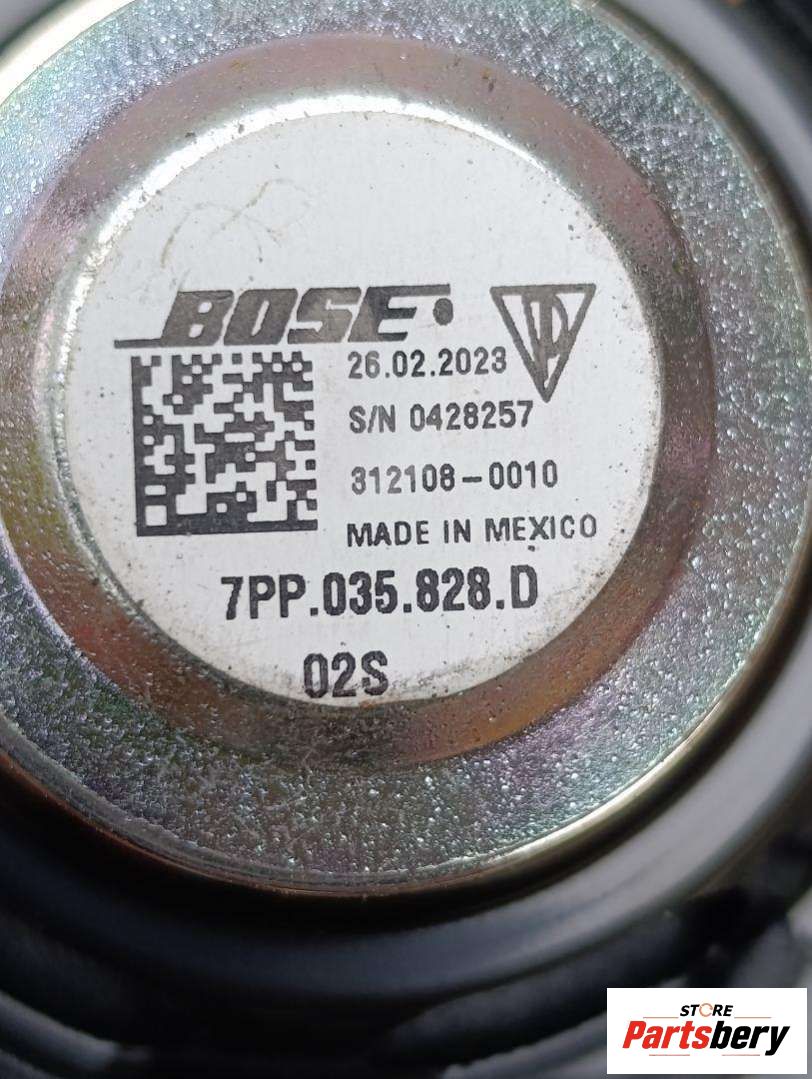 BOSE
26.02.2023
S/N 0428257
312108-0010
MADE IN MEXICO
7PP.035.828.D
02S
STORE
Partsbery